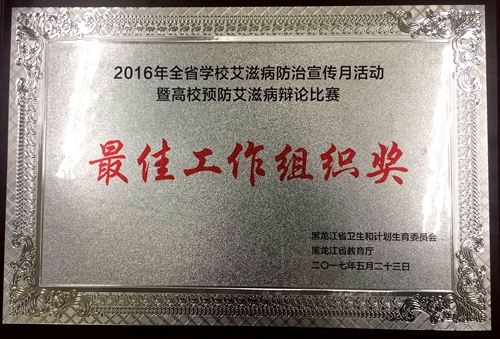 2016年全省学校艾滋病防治宣传月活动
暨高校预防艾滋病辩论比赛
最佳工作组织奖
黑龙江省卫生和计划生育委员会
黑龙江省教育厅
二〇一七年五月二十三日